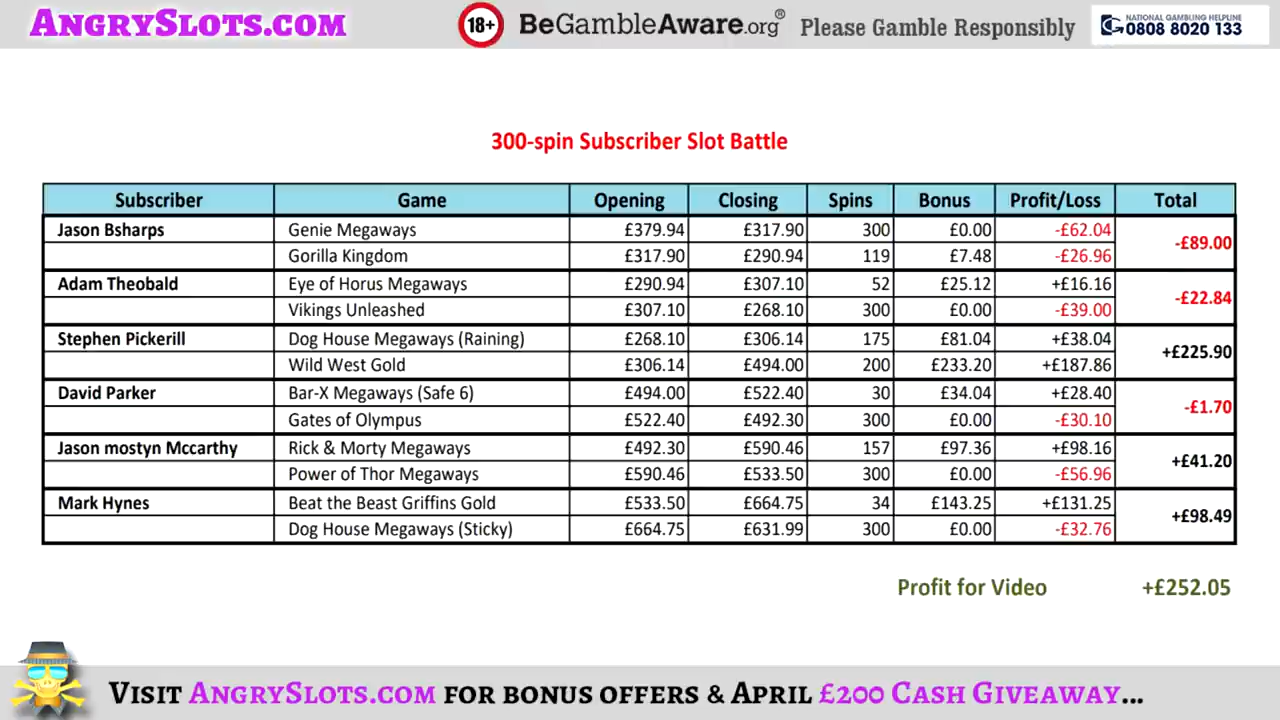 AngrySlots.com 18+ BeGambleAware.org® Please Gamble Responsibly NATIONAL GAMBLING HELPLINE 0808 8020 133
300-spin Subscriber Slot Battle
Subscriber Game Opening Closing Spins Bonus Profit/Loss Total
Jason Bsharps Genie Megaways £379.94 £317.90 300 £0.00 -£62.04 -£89.00
Gorilla Kingdom £317.90 £290.94 119 £7.48 -£26.96
Adam Theobald Eye of Horus Megaways £290.94 £307.10 52 £25.12 +£16.16 -£22.84
Vikings Unleashed £307.10 £268.10 300 £0.00 -£39.00
Stephen Pickerill Dog House Megaways (Raining) £268.10 £306.14 175 £81.04 +£38.04 +£225.90
Wild West Gold £306.14 £494.00 200 £233.20 +£187.86
David Parker Bar-X Megaways (Safe 6) £494.00 £522.40 30 £34.04 +£28.40 -£1.70
Gates of Olympus £522.40 £492.30 300 £0.00 -£30.10
Jason mostyn Mccarthy Rick & Morty Megaways £492.30 £590.46 157 £97.36 +£98.16 +£41.20
Power of Thor Megaways £590.46 £533.50 300 £0.00 -£56.96
Mark Hynes Beat the Beast Griffins Gold £533.50 £664.75 34 £143.25 +£131.25 +£98.49
Dog House Megaways (Sticky) £664.75 £631.99 300 £0.00 -£32.76
Profit for Video +£252.05
Visit AngrySlots.com for bonus offers & April £200 Cash Giveaway...